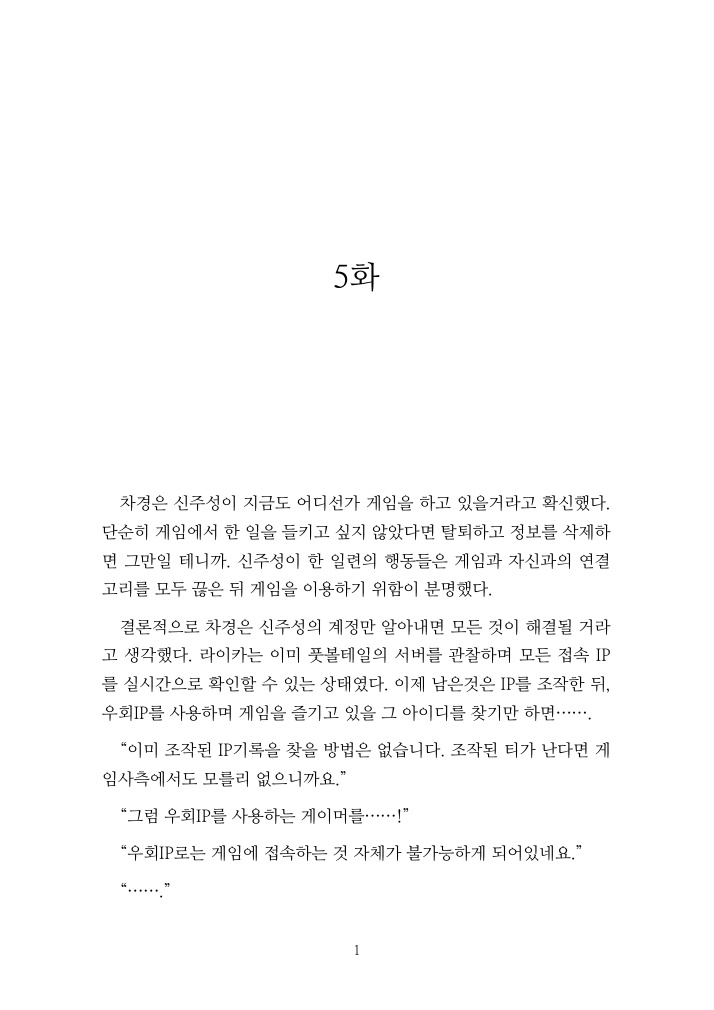 5화
차경은 신주성이 지금도 어디선가 게임을 하고 있을거라고 확신했다.
단순히 게임에서 한 일을 들키고 싶지 않았다면 탈퇴하고 정보를 삭제하
면 그만일 테니까. 신주성이 한 일련의 행동들은 게임과 자신과의 연결
고리를 모두 끊은 뒤 게임을 이용하기 위함이 분명했다.
결론적으로 차경은 신주성의 계정만 알아내면 모든 것이 해결될 거라
고 생각했다. 라이카는 이미 풋볼테일의 서버를 관찰하며 모든 접속 IP
를 실시간으로 확인할 수 있는 상태였다. 이제 남은것은 IP를 조작한 뒤,
우회IP를 사용하며 게임을 즐기고 있을 그 아이디를 찾기만 하면…….
“이미 조작된 IP기록을 찾을 방법은 없습니다. 조작된 티가 난다면 게
임사측에서도 모를리 없으니까요.”
“그럼 우회IP를 사용하는 게이머를……!”
“우회IP로는 게임에 접속하는 것 자체가 불가능하게 되어있네요.”
“…….”
1